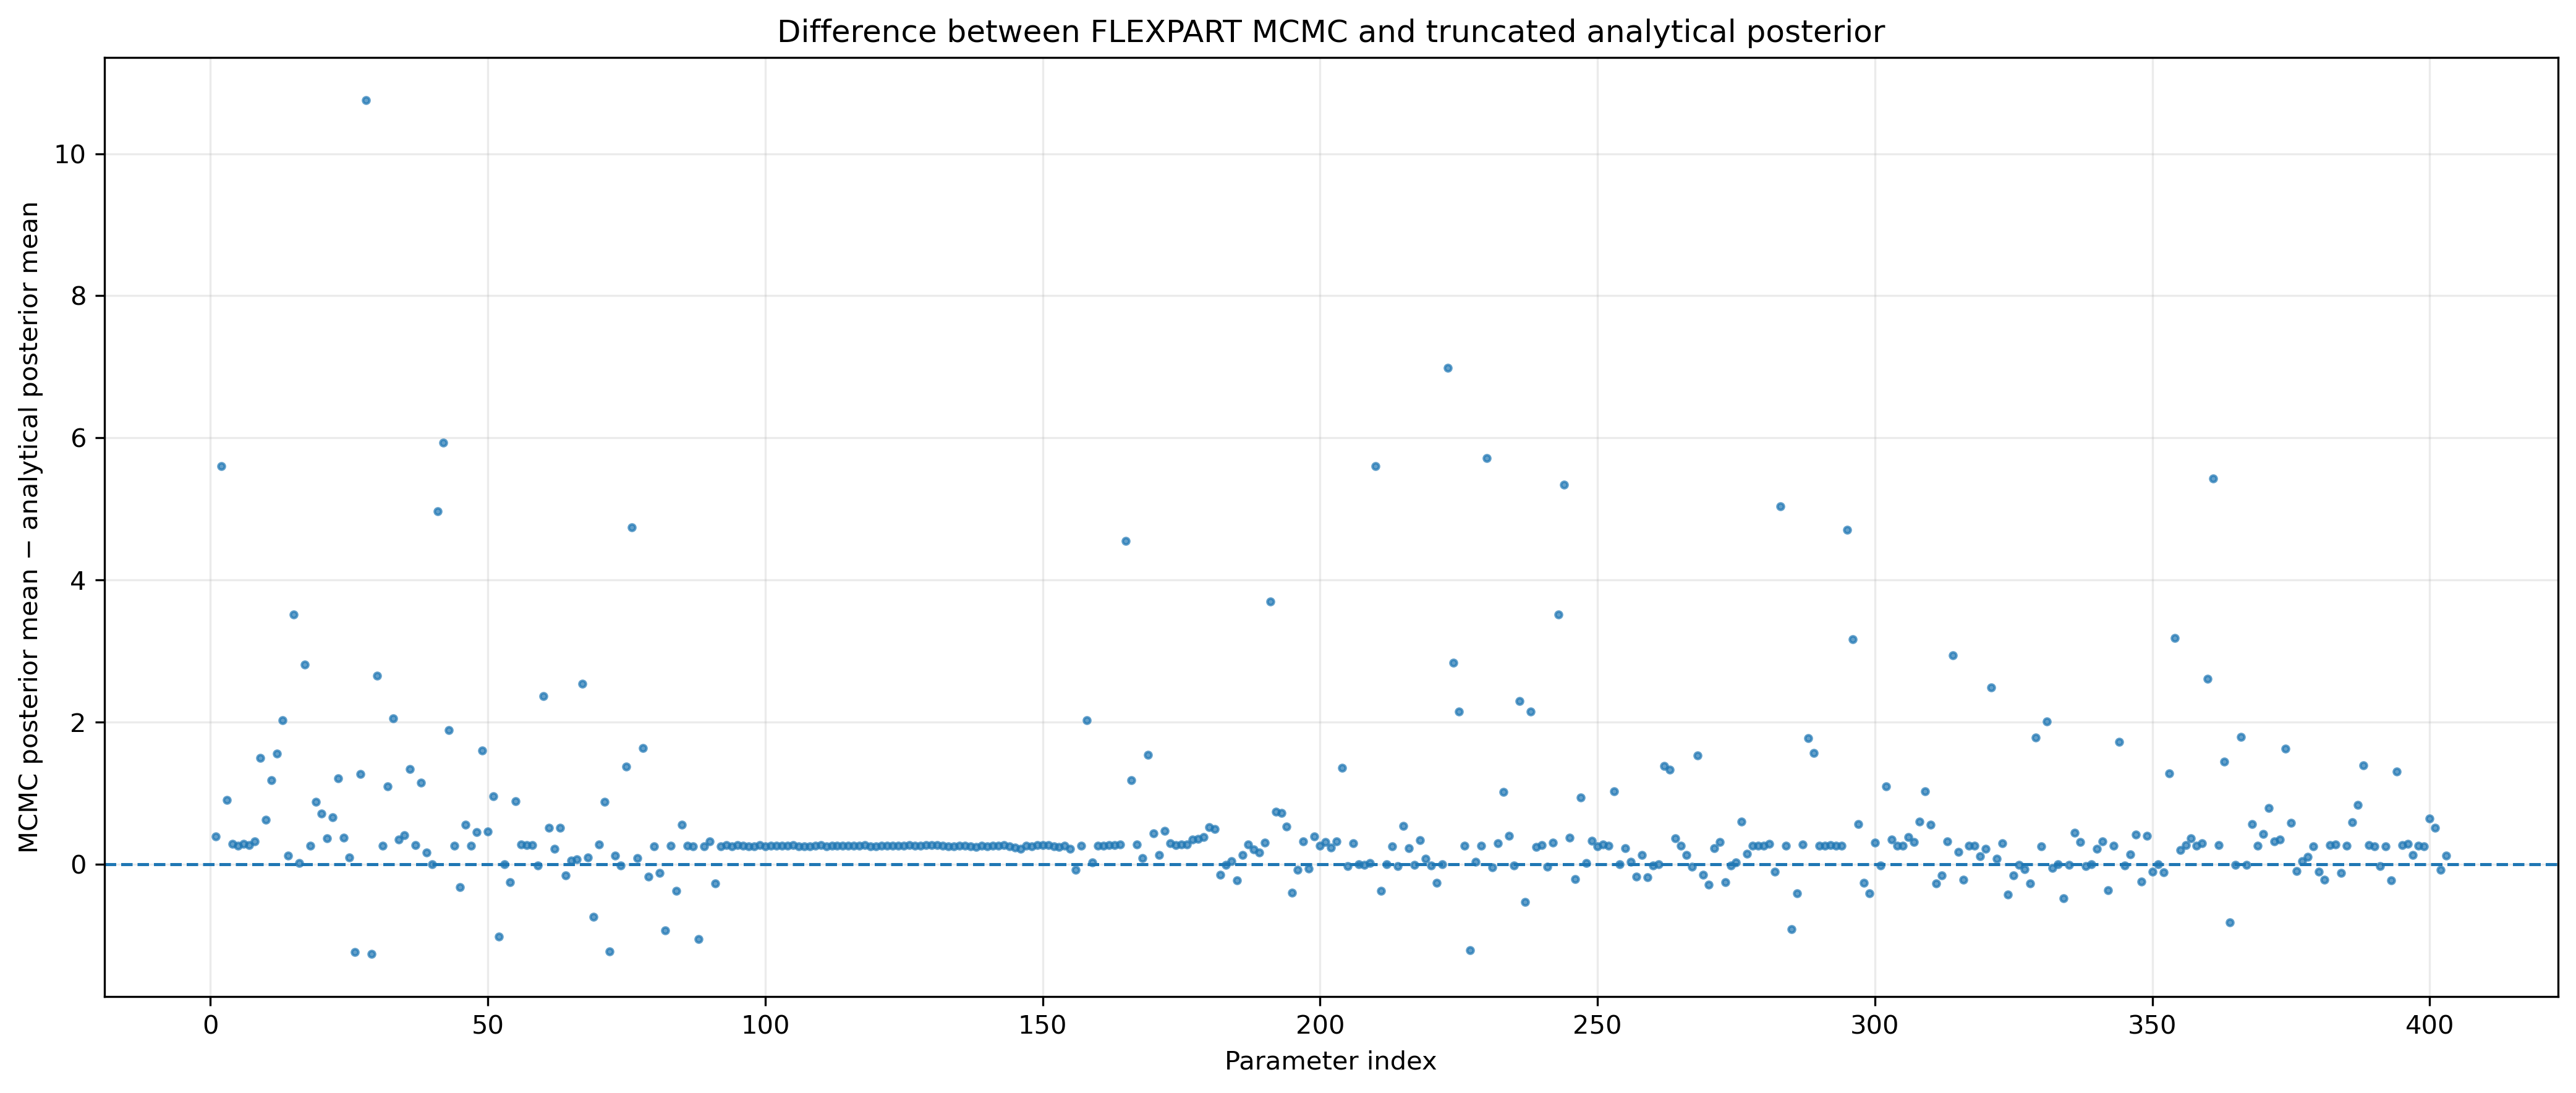 Difference between FLEXPART MCMC and truncated analytical posterior
MCMC posterior mean − analytical posterior mean
10
8
6
4
2
0
0 50 100 150 200 250 300 350 400
Parameter index